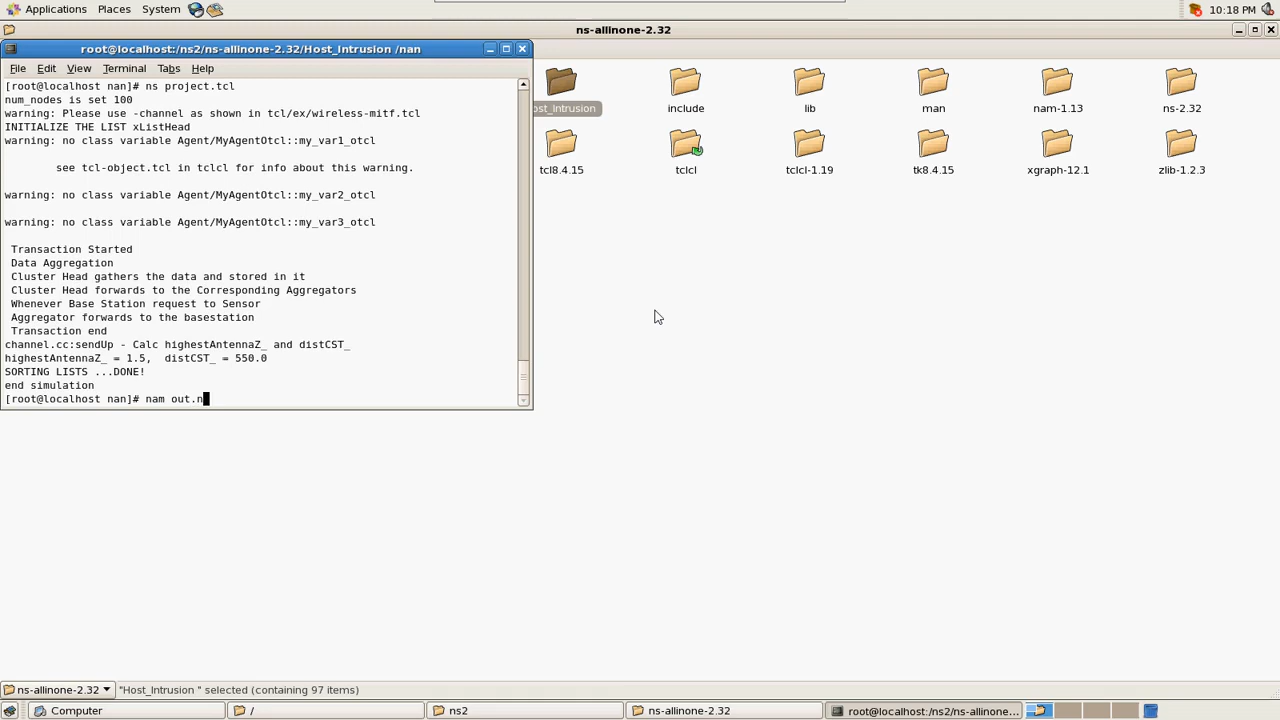 Applications Places System 10:18 PM
ns-allinone-2.32
root@localhost:/ns2/ns-allinone-2.32/Host_Intrusion /nan
File Edit View Terminal Tabs Help
[root@localhost nan]# ns project.tcl
num_nodes is set 100
warning: Please use -channel as shown in tcl/ex/wireless-mitf.tcl
INITIALIZE THE LIST xListHead
warning: no class variable Agent/MyAgentOtcl::my_var1_otcl
see tcl-object.tcl in tclcl for info about this warning.
warning: no class variable Agent/MyAgentOtcl::my_var2_otcl
warning: no class variable Agent/MyAgentOtcl::my_var3_otcl
Transaction Started
Data Aggregation
Cluster Head gathers the data and stored in it
Cluster Head forwards to the Corresponding Aggregators
Whenever Base Station request to Sensor
Aggregator forwards to the basestation
Transaction end
channel.cc:sendUp - Calc highestAntennaZ_ and distCST_
highestAntennaZ_ = 1.5,  distCST_ = 550.0
SORTING LISTS ...DONE!
end simulation
[root@localhost nan]# nam out.n
ost_Intrusion include lib man nam-1.13 ns-2.32
tcl8.4.15 tclcl tclcl-1.19 tk8.4.15 xgraph-12.1 zlib-1.2.3
ns-allinone-2.32 "Host_Intrusion " selected (containing 97 items)
Computer / ns2 ns-allinone-2.32 root@localhost:/ns2/ns-allinone...